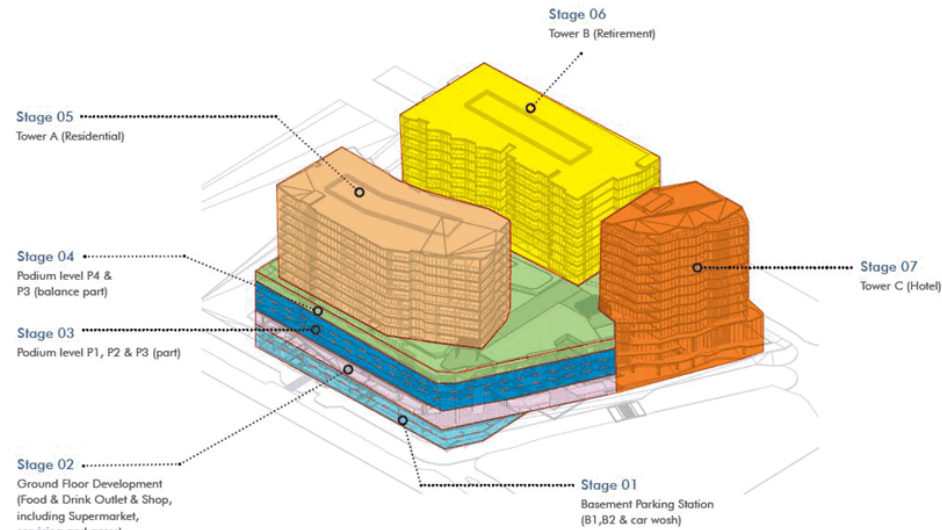 Stage 06
Tower B (Retirement)
Stage 05
Tower A (Residential)
Stage 04
Podium level P4 &
P3 (balance part)
Stage 07
Tower C (Hotel)
Stage 03
Podium level P1, P2 & P3 (part)
Stage 02
Ground Floor Development
(Food & Drink Outlet & Shop,
including Supermarket,
Stage 01
Basement Parking Station
(B1,B2 & car wosh)